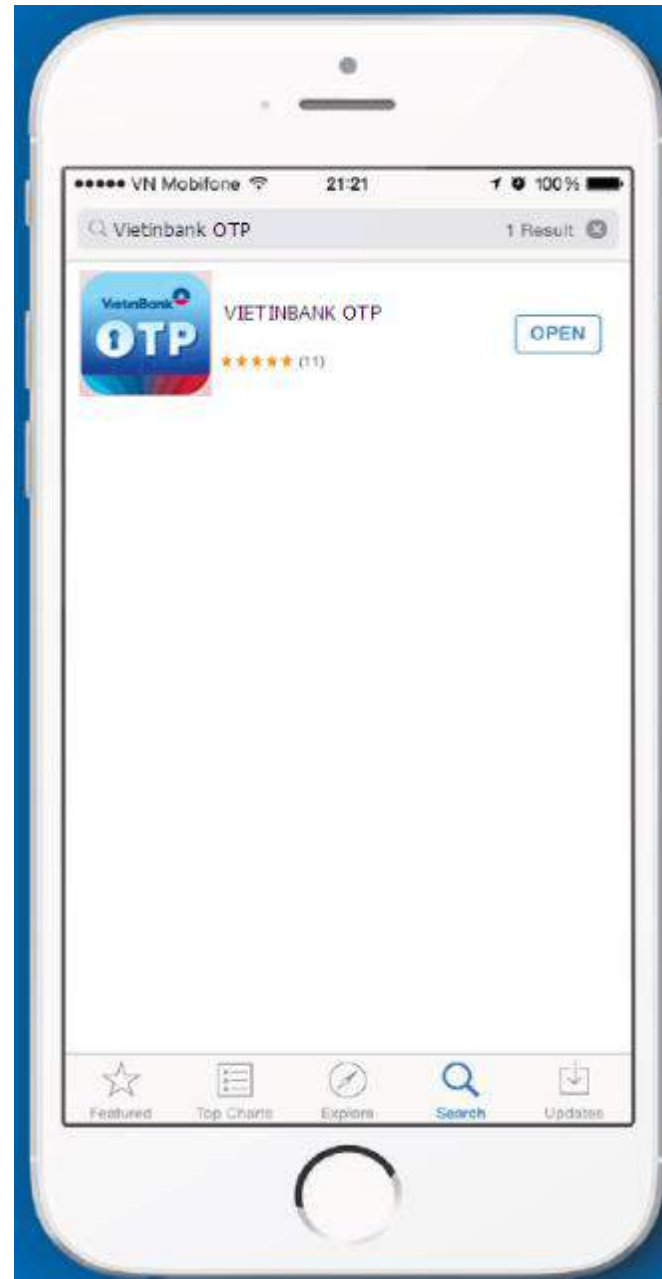 VN Mobifone 21:21 100%
Vietinbank OTP 1 Result
VietinBank
OTP
VIETINBANK OTP
(11)
OPEN
Featured Top Charts Explore Search Updates